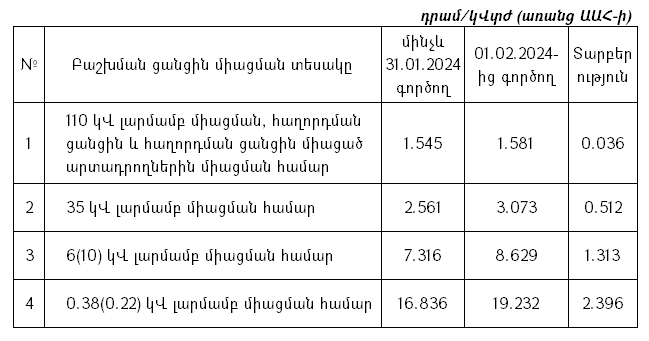 դրամ/կՎտժ (առանց ԱԱՀ-ի)
№ Բաշխման ցանցին միացման տեսակը մինչև 31.01.2024 գործող 01.02.2024-ից գործող Տարբերություն
1 110 կՎ լարմամբ միացման, հաղորդման
ցանցին և հաղորդման ցանցին միացած
արտադրողներին միացման համար 1.545 1.581 0.036
2 35 կՎ լարմամբ միացման համար 2.561 3.073 0.512
3 6(10) կՎ լարմամբ միացման համար 7.316 8.629 1.313
4 0.38(0.22) կՎ լարմամբ միացման համար 16.836 19.232 2.396